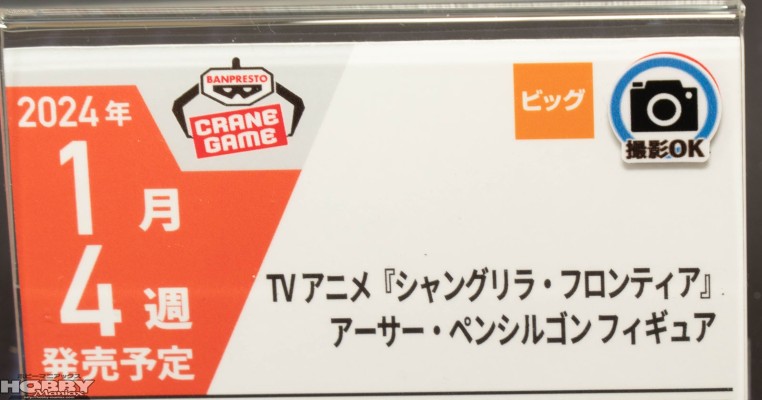 2024年
1月
4週
発売予定
BANPRESTO
CRANE
GAME
ビッグ
撮影OK
TVアニメ『シャングリラ・フロンティア』
アーサー・ペンシルゴン フィギュア
HOBBY
Maniax